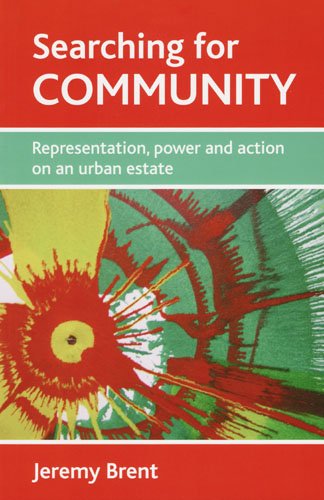 Searching for
COMMUNITY
Representation, power and action
on an urban estate
Jeremy Brent